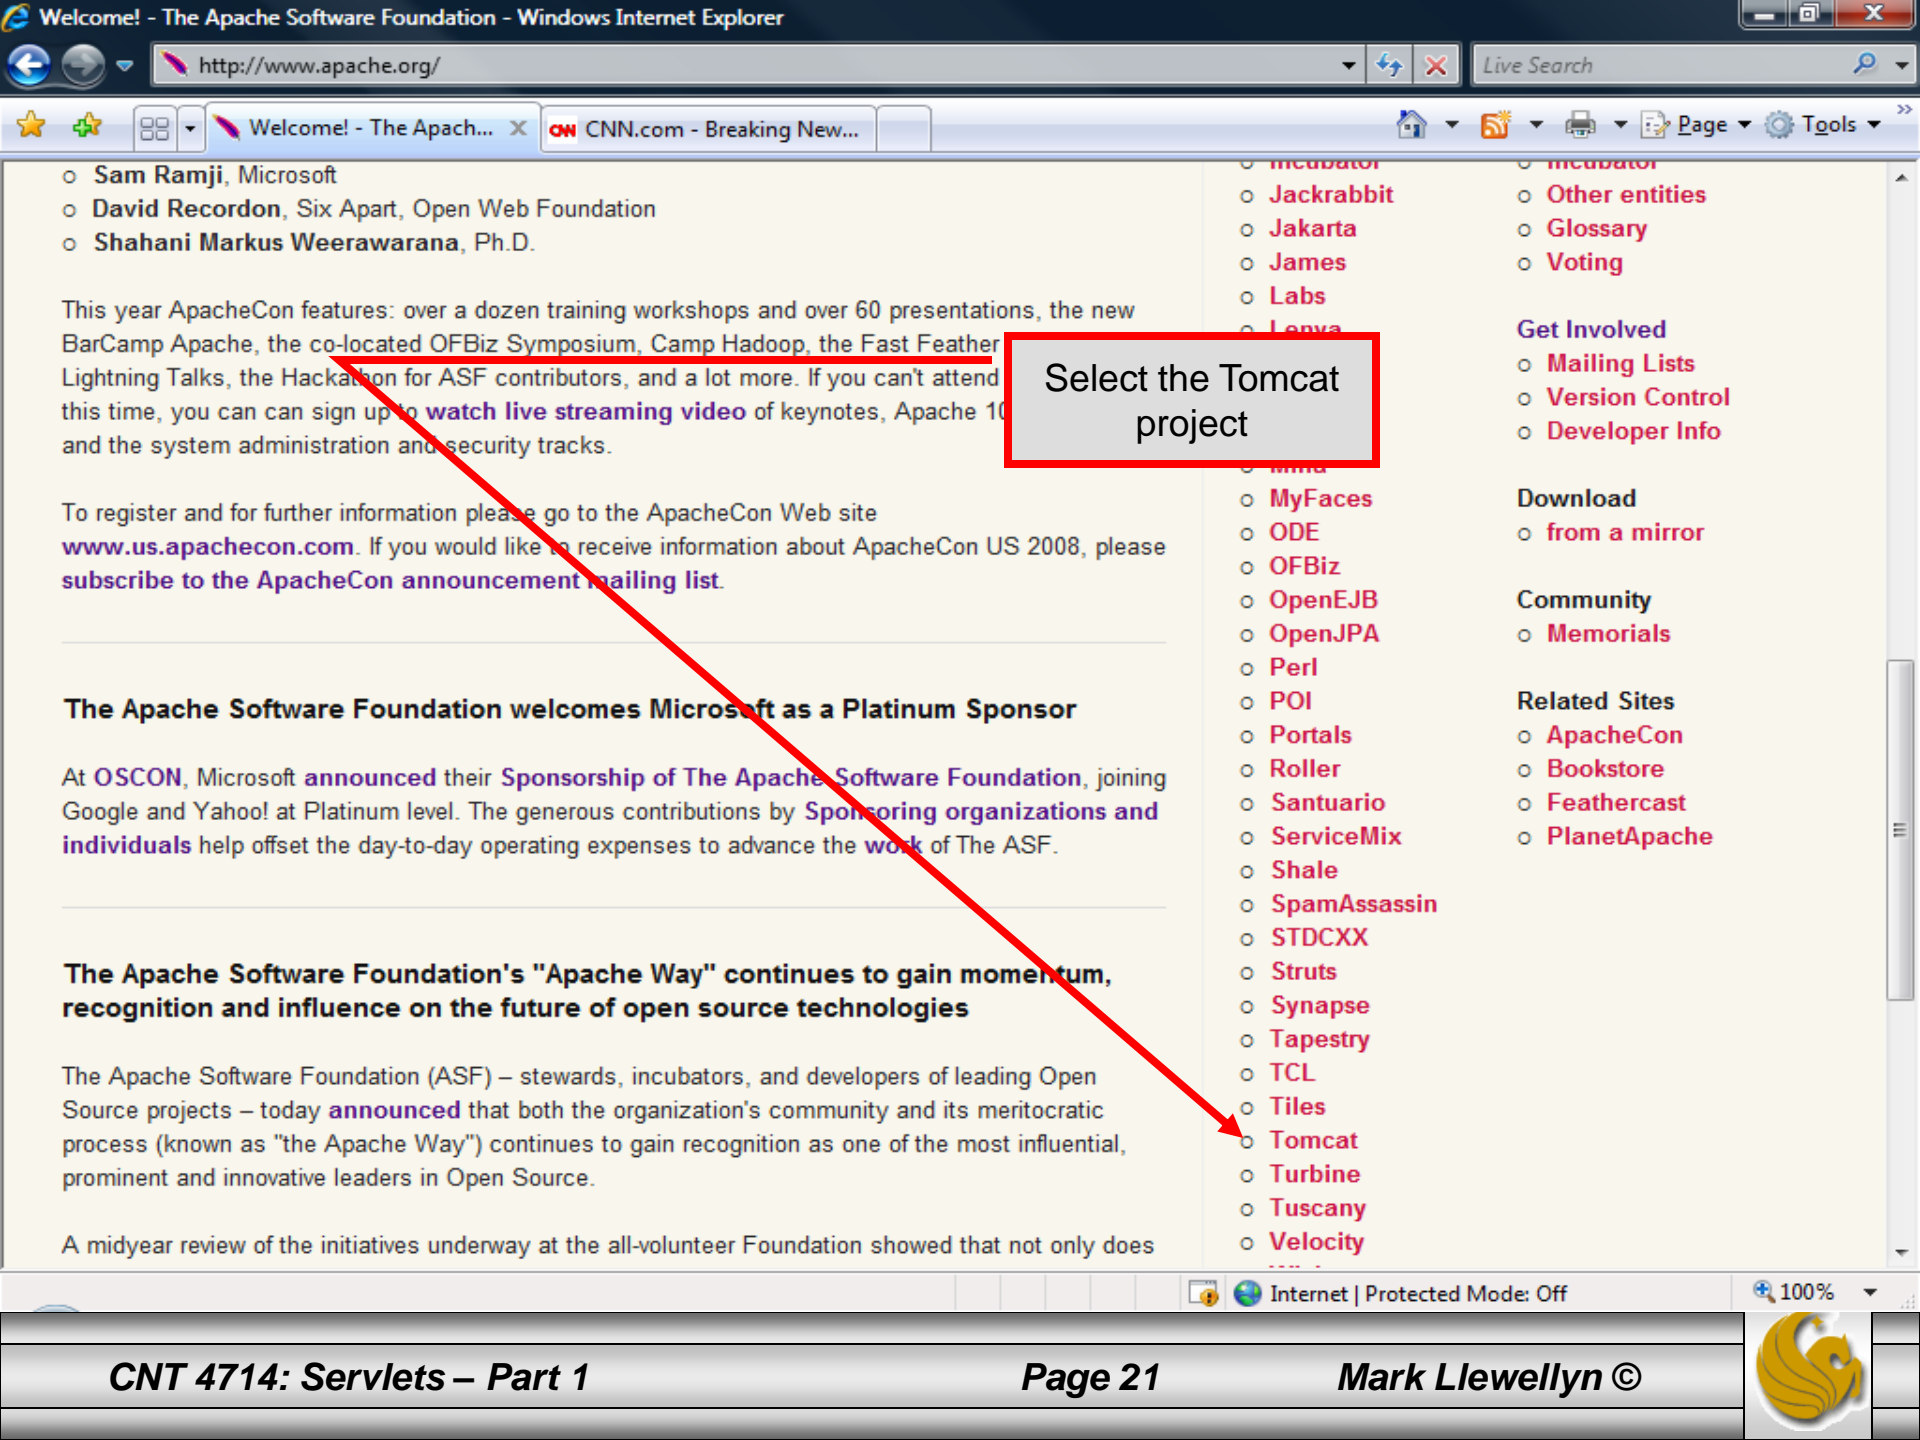 Welcome! - The Apache Software Foundation - Windows Internet Explorer
http://www.apache.org/
Live Search
Welcome! - The Apach...
CNN.com - Breaking New...
Page
Tools
Sam Ramji, Microsoft
David Recordon, Six Apart, Open Web Foundation
Shahani Markus Weerawarana, Ph.D.
This year ApacheCon features: over a dozen training workshops and over 60 presentations, the new
BarCamp Apache, the co-located OFBiz Symposium, Camp Hadoop, the Fast Feather
Lightning Talks, the Hackathon for ASF contributors, and a lot more. If you can't attend
this time, you can can sign up to watch live streaming video of keynotes, Apache 10
and the system administration and security tracks.
To register and for further information please go to the ApacheCon Web site
www.us.apachecon.com. If you would like to receive information about ApacheCon US 2008, please
subscribe to the ApacheCon announcement mailing list.
The Apache Software Foundation welcomes Microsoft as a Platinum Sponsor
At OSCON, Microsoft announced their Sponsorship of The Apache Software Foundation, joining
Google and Yahoo! at Platinum level. The generous contributions by Sponsoring organizations and
individuals help offset the day-to-day operating expenses to advance the work of The ASF.
The Apache Software Foundation's "Apache Way" continues to gain momentum,
recognition and influence on the future of open source technologies
The Apache Software Foundation (ASF) – stewards, incubators, and developers of leading Open
Source projects – today announced that both the organization's community and its meritocratic
process (known as "the Apache Way") continues to gain recognition as one of the most influential,
prominent and innovative leaders in Open Source.
A midyear review of the initiatives underway at the all-volunteer Foundation showed that not only does
Select the Tomcat
project
Incubator
Jackrabbit
Jakarta
James
Labs
Lenya
Mina
MyFaces
ODE
OFBiz
OpenEJB
OpenJPA
Perl
POI
Portals
Roller
Santuario
ServiceMix
Shale
SpamAssassin
STDCXX
Struts
Synapse
Tapestry
TCL
Tiles
Tomcat
Turbine
Tuscany
Velocity
Incubator
Other entities
Glossary
Voting
Get Involved
Mailing Lists
Version Control
Developer Info
Download
from a mirror
Community
Memorials
Related Sites
ApacheCon
Bookstore
Feathercast
PlanetApache
Internet | Protected Mode: Off
100%
CNT 4714: Servlets – Part 1
Page 21
Mark Llewellyn ©